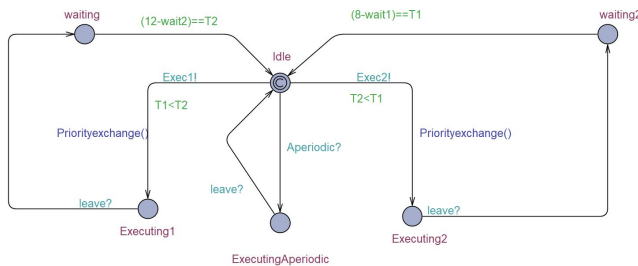 waiting
(12-wait2)==T2
(8-wait1)==T1
waiting2
Idle
Exec1!
Exec2!
T1<T2
T2<T1
Priorityexchange()
Aperiodic?
Priorityexchange()
leave?
leave?
leave?
Executing1
ExecutingAperiodic
Executing2